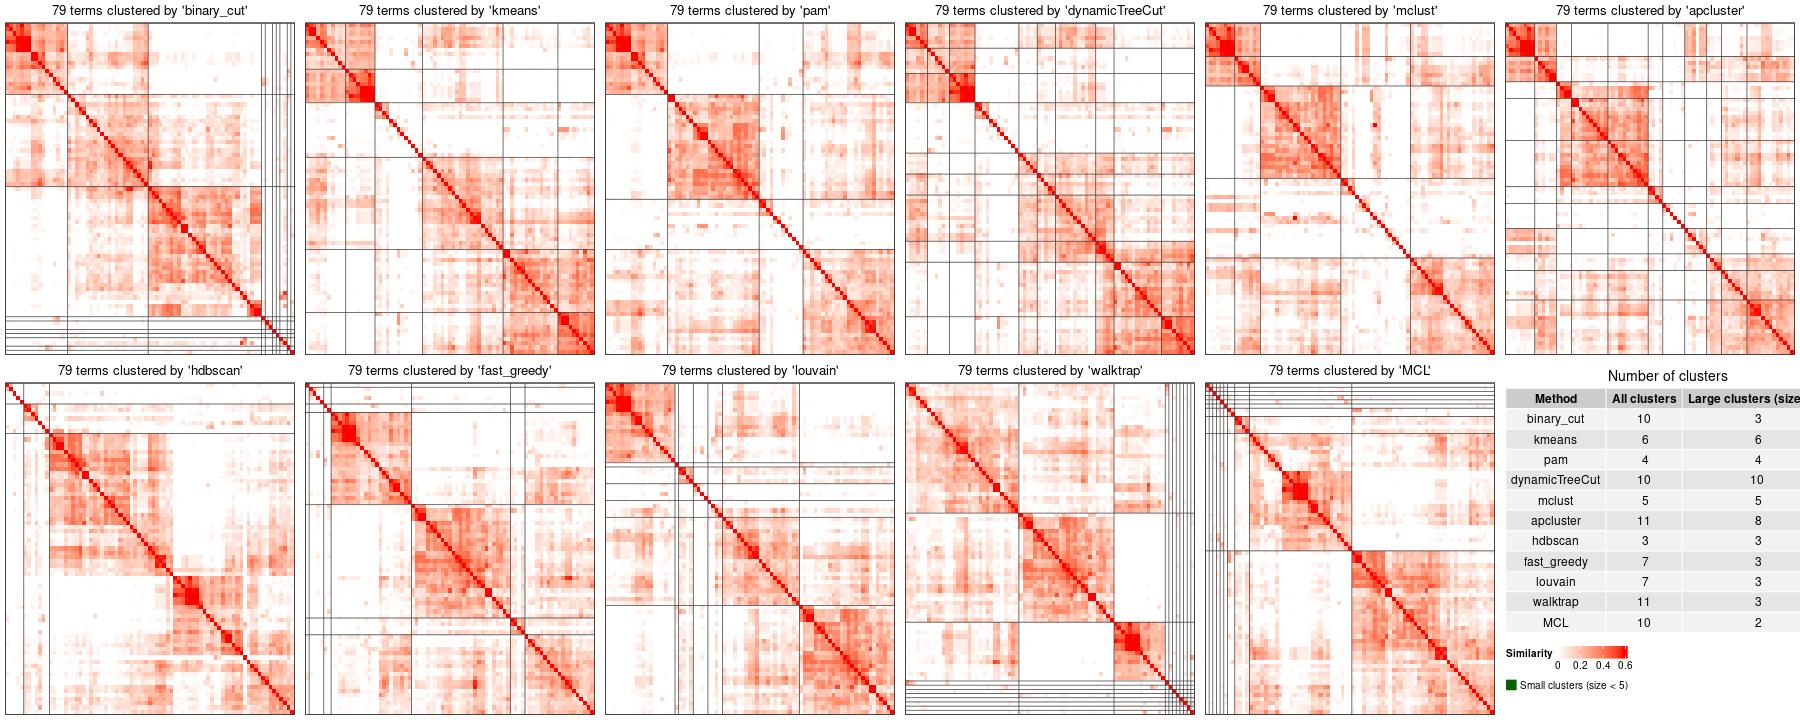 79 terms clustered by 'binary_cut'
79 terms clustered by 'kmeans'
79 terms clustered by 'pam'
79 terms clustered by 'dynamicTreeCut'
79 terms clustered by 'mclust'
79 terms clustered by 'apcluster'
79 terms clustered by 'hdbscan'
79 terms clustered by 'fast_greedy'
79 terms clustered by 'louvain'
79 terms clustered by 'walktrap'
79 terms clustered by 'MCL'
Number of clusters
Method All clusters Large clusters (size
binary_cut 10 3
kmeans 6 6
pam 4 4
dynamicTreeCut 10 10
mclust 5 5
apcluster 11 8
hdbscan 3 3
fast_greedy 7 3
louvain 7 3
walktrap 11 3
MCL 10 2
Similarity
0 0.2 0.4 0.6
Small clusters (size < 5)